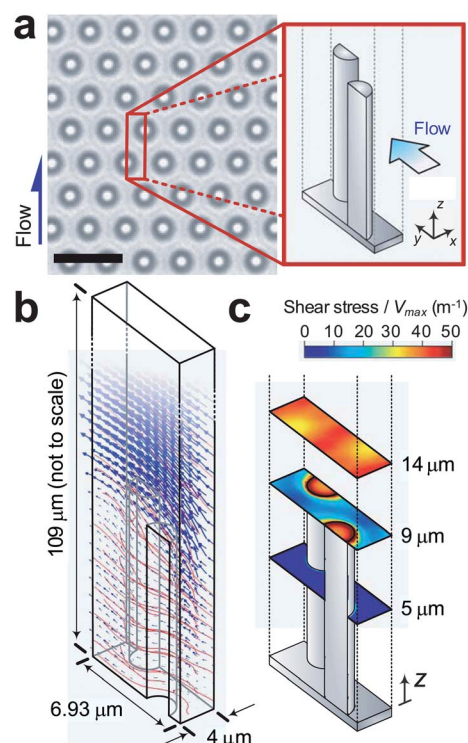 a
Flow
Flow
z
y
x
b
109 µm (not to scale)
6.93 µm
4 µm
c
Shear stress / Vmax (m-1)
0 10 20 30 40 50
14 µm
9 µm
5 µm
Z